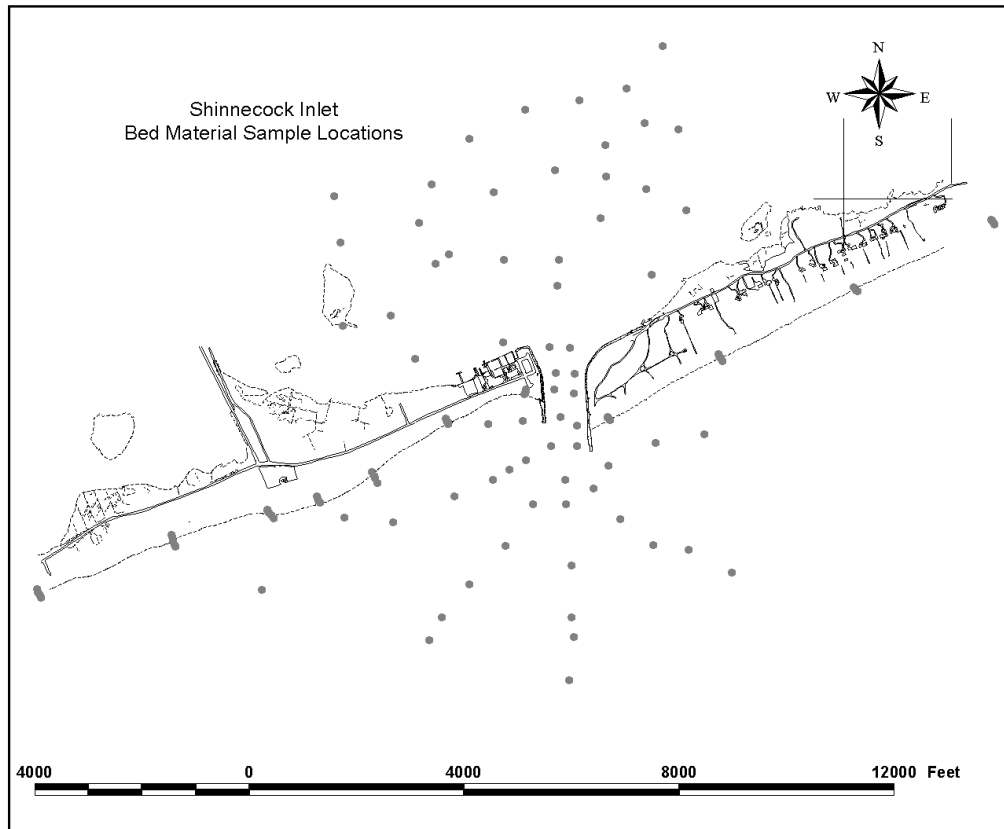 Shinnecock Inlet
Bed Material Sample Locations
N
W E
S
4000 0 4000 8000 12000 Feet